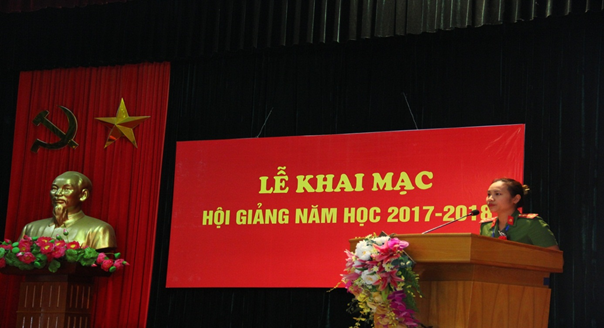 LỄ KHAI MẠC
HỘI GIẢNG NĂM HỌC 2017-2018